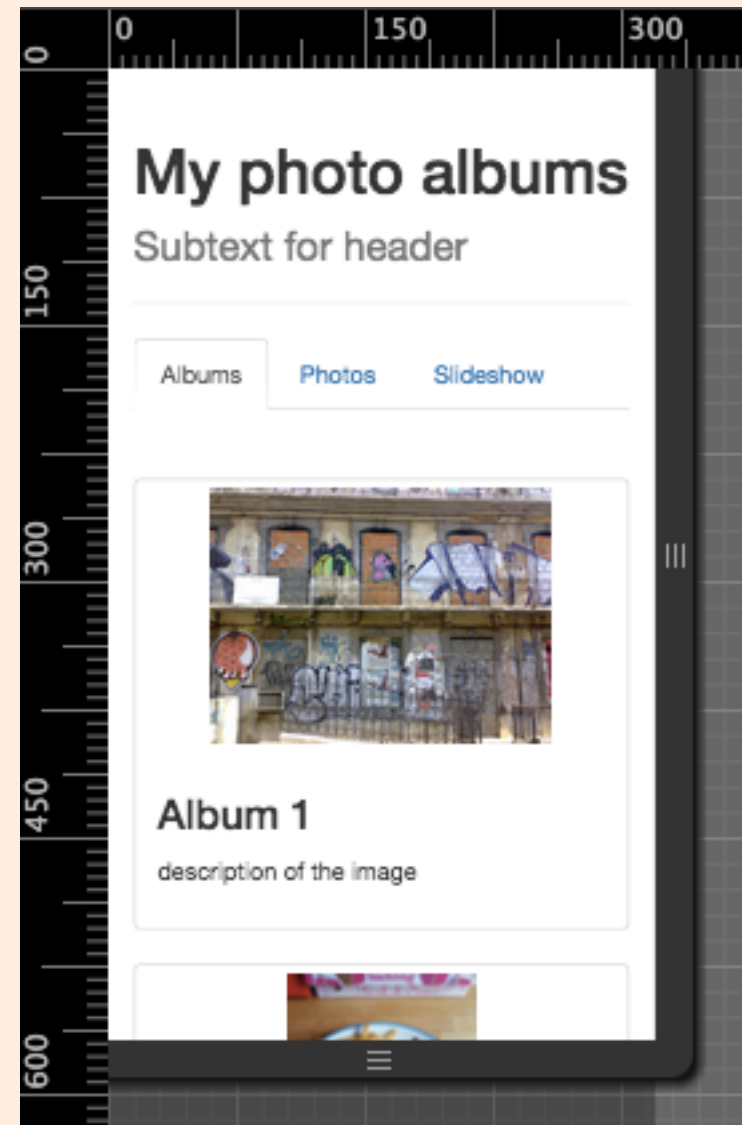 0 150 300
0
My photo albums
Subtext for header
150
Albums Photos Slideshow
300
450
Album 1
description of the image
600